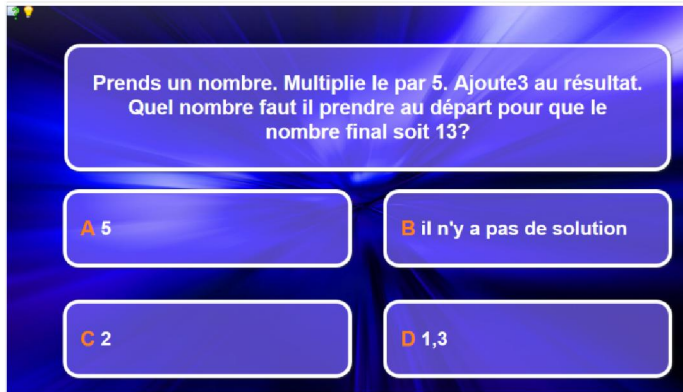 Prends un nombre. Multiplie le par 5. Ajoute3 au résultat.
Quel nombre faut il prendre au départ pour que le
nombre final soit 13?
A 5
B il n'y a pas de solution
C 2
D 1,3